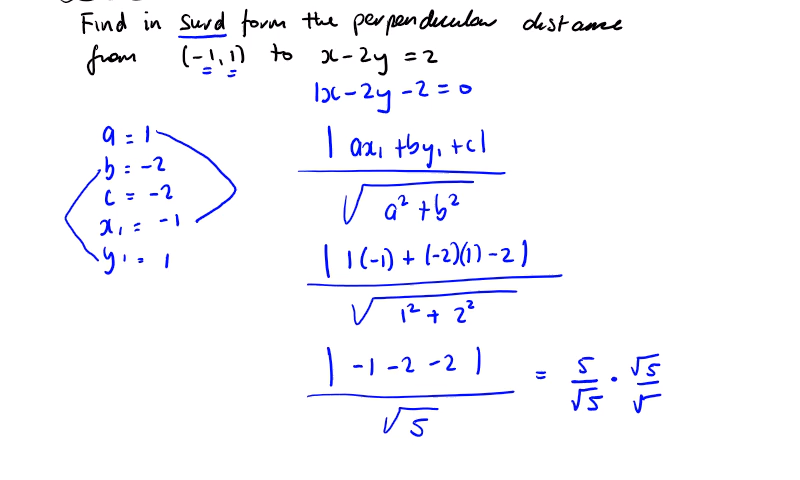 Find in surd form the perpendicular distance
from (-1, 1) to x - 2y = 2
1x - 2y - 2 = 0
a = 1
b = -2
c = -2
x₁ = -1
y₁ = 1
| ax₁ + by₁ + c |
√ a² + b²
| 1(-1) + (-2)(1) - 2 |
√ 1² + 2²
| -1 - 2 - 2 | = 5/√5 · √5/√
√5